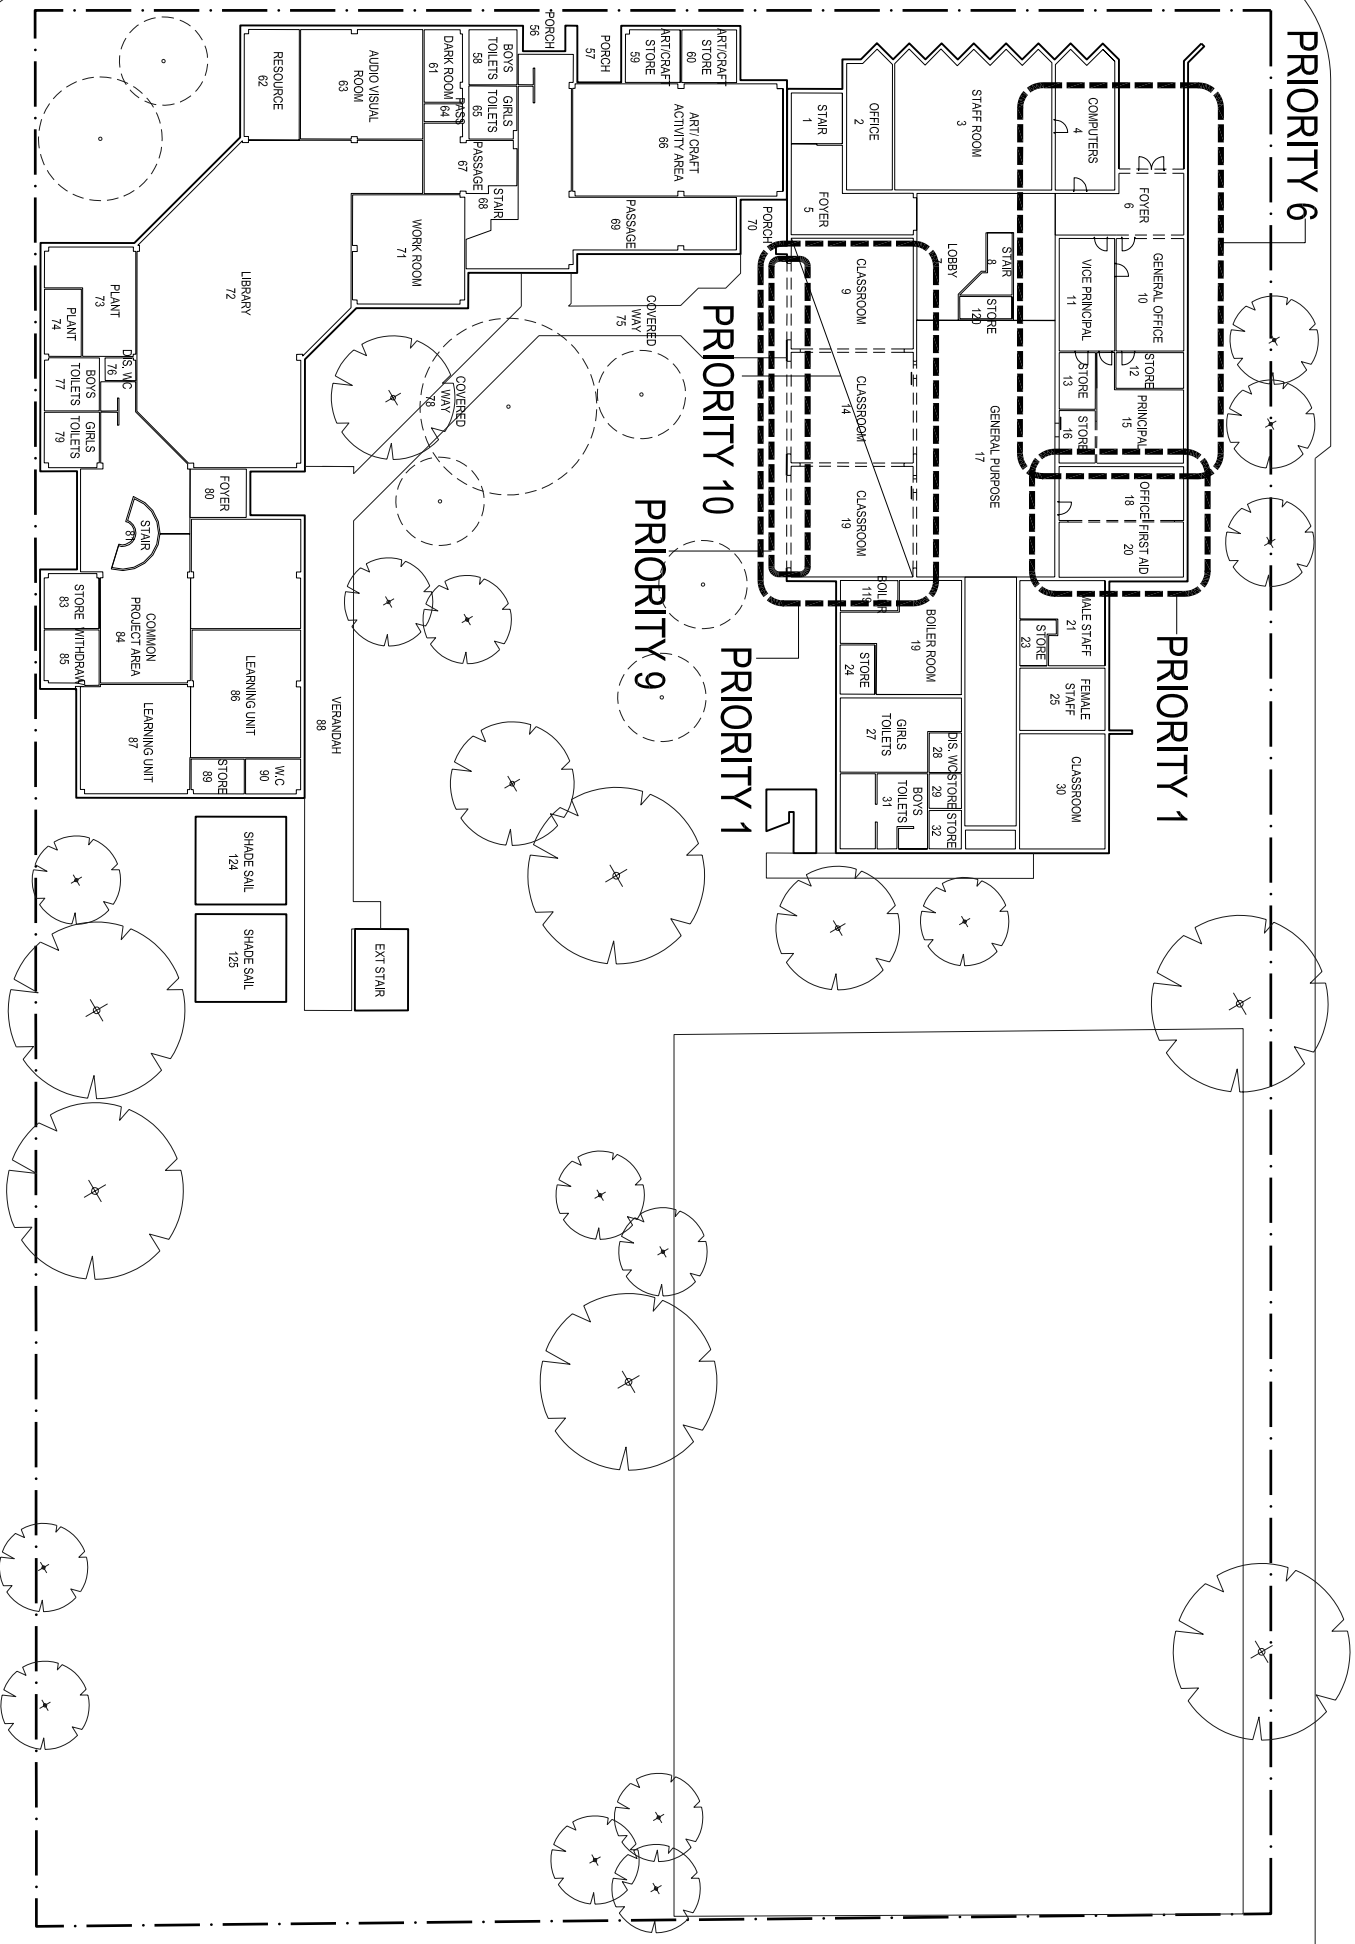 PRIORITY 6
PRIORITY 1
PRIORITY 10
PRIORITY 9
PRIORITY 1
STAIR
1
OFFICE
2
STAFF ROOM
3
COMPUTERS
4
FOYER
5
FOYER
6
LOBBY
7
STAIR
8
STORE
120
CLASSROOM
9
GENERAL OFFICE
10
VICE PRINCIPAL
11
STORE
12
STORE
13
CLASSROOM
14
PRINCIPAL
15
STORE
16
GENERAL PURPOSE
17
OFFICE
18
FIRST AID
20
CLASSROOM
19
BOILER
119
BOILER ROOM
19
MALE STAFF
21
STORE
23
STORE
24
FEMALE
STAFF
25
GIRLS
TOILETS
27
DIS. WC
28
STORE
29
CLASSROOM
30
BOYS
TOILETS
31
STORE
32
PORCH
56
PORCH
57
BOYS
TOILETS
58
ART/CRAFT
STORE
59
ART/CRAFT
STORE
60
DARK ROOM
61
RESOURCE
62
AUDIO VISUAL
ROOM
63
PASS
64
GIRLS
TOILETS
65
ART/ CRAFT
ACTIVITY AREA
66
PASSAGE
67
STAIR
68
PASSAGE
69
PORCH
70
WORK ROOM
71
LIBRARY
72
PLANT
73
PLANT
74
COVERED
WAY
75
DIS. WC
76
BOYS
TOILETS
77
COVERED
WAY
78
GIRLS
TOILETS
79
FOYER
80
STAIR
81
STORE
83
COMMON
PROJECT AREA
84
WITHDRAW
85
LEARNING UNIT
86
LEARNING UNIT
87
VERANDAH
88
STORE
89
W.C
90
SHADE SAIL
124
SHADE SAIL
125
EXT STAIR